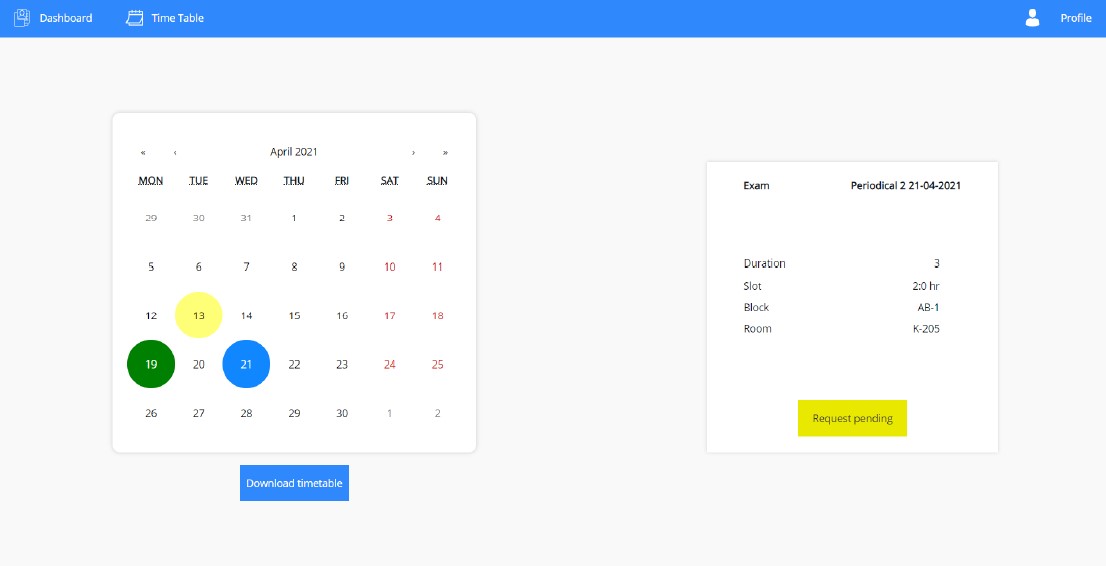 Dashboard Time Table Profile
« ‹ April 2021 › »
MON TUE WED THU FRI SAT SUN
29 30 31 1 2 3 4
5 6 7 8 9 10 11
12 13 14 15 16 17 18
19 20 21 22 23 24 25
26 27 28 29 30 1 2
Download timetable
Exam Periodical 2 21-04-2021
Duration 3
Slot 2:0 hr
Block AB-1
Room K-205
Request pending